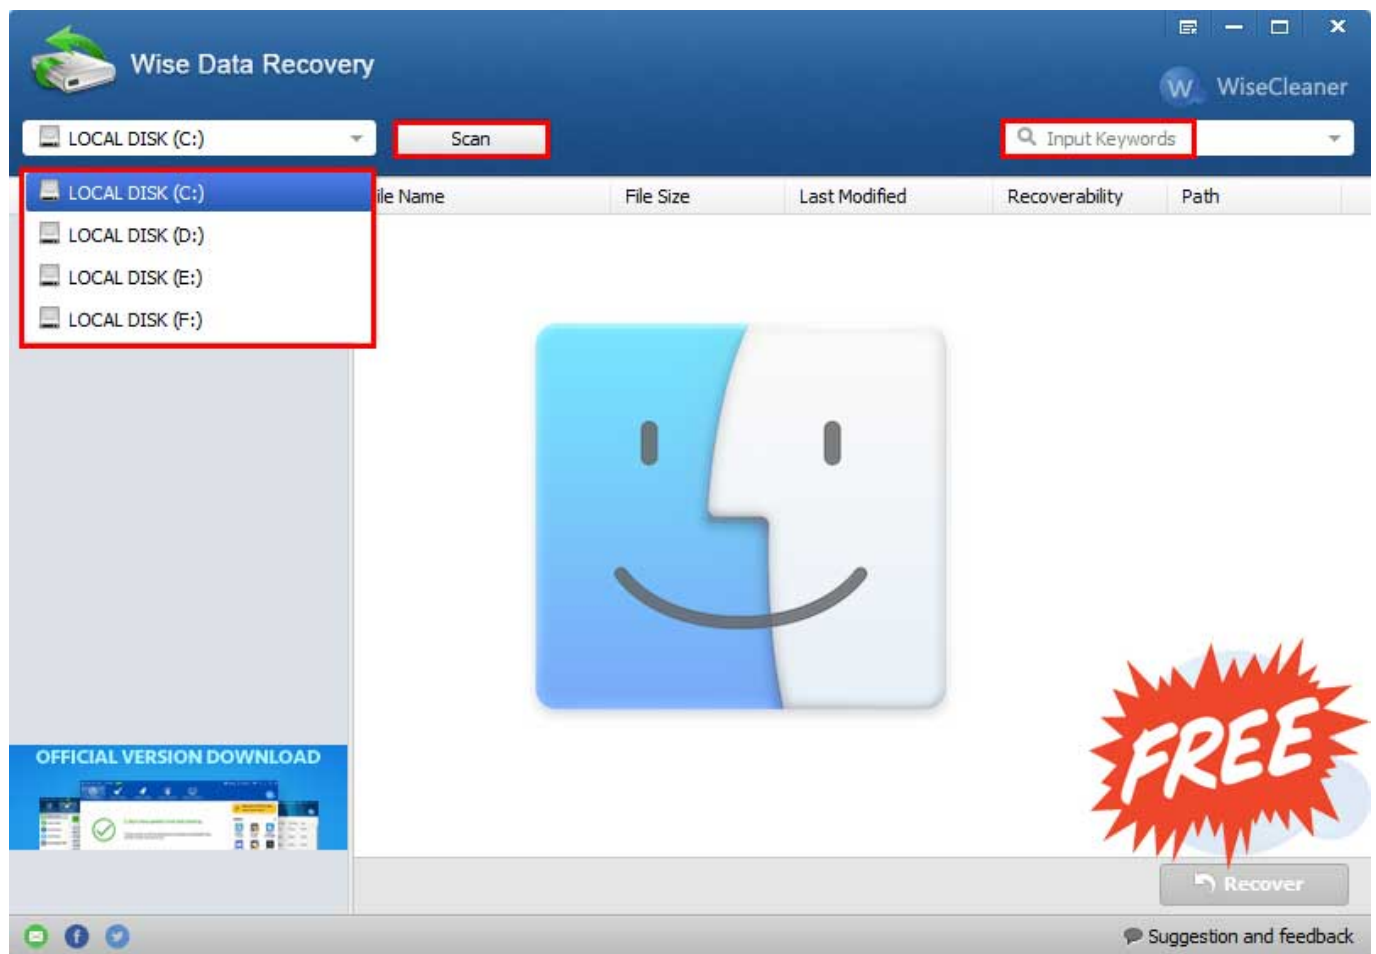 Wise Data Recovery
W WiseCleaner
LOCAL DISK (C:)
Scan
Input Keywords
LOCAL DISK (C:)
LOCAL DISK (D:)
LOCAL DISK (E:)
LOCAL DISK (F:)
ile Name File Size Last Modified Recoverability Path
FREE
OFFICIAL VERSION DOWNLOAD
Recover
Suggestion and feedback